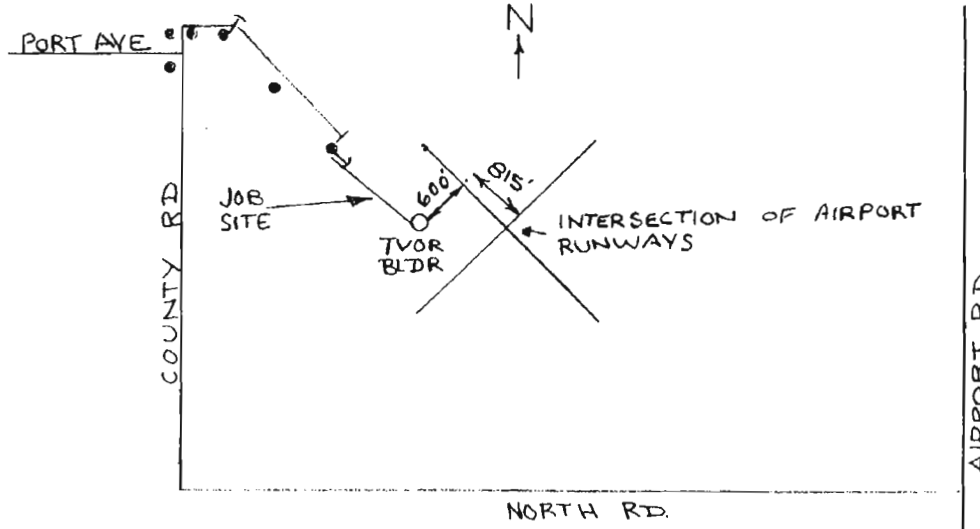 N
PORT AVE
600'
815'
JOB
SITE
INTERSECTION OF AIRPORT
RUNWAYS
TVOR
BLDR
COUNTY RD
AIRPORT RD
NORTH RD.